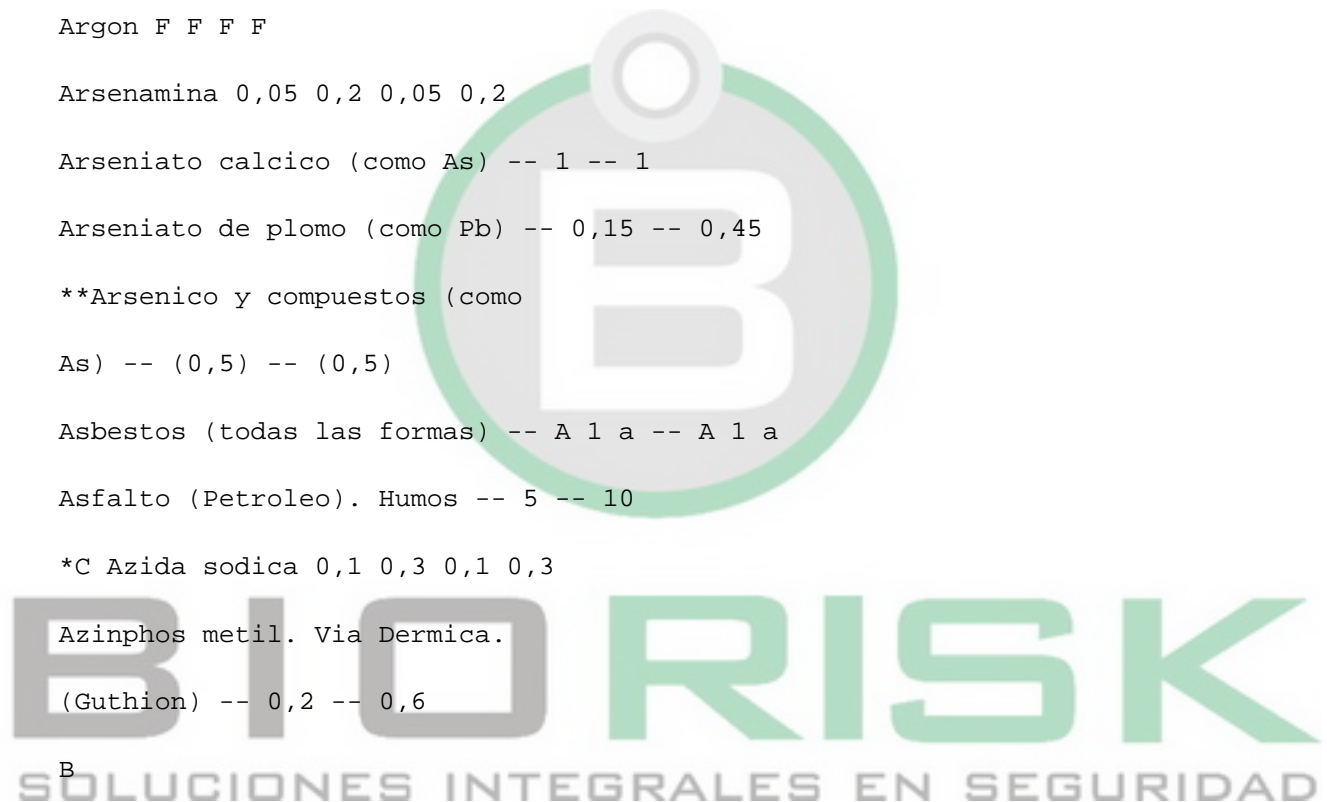 Argon F F F F
Arsenamina 0,05 0,2 0,05 0,2
Arseniato calcico (como As) -- 1 -- 1
Arseniato de plomo (como Pb) -- 0,15 -- 0,45
**Arsenico y compuestos (como
As) -- (0,5) -- (0,5)
Asbestos (todas las formas) -- A 1 a -- A 1 a
Asfalto (Petroleo). Humos -- 5 -- 10
*C Azida sodica 0,1 0,3 0,1 0,3
Azinphos metil. Via Dermica.
(Guthion) -- 0,2 -- 0,6
B
B
BIO RISK
SOLUCIONES INTEGRALES EN SEGURIDAD